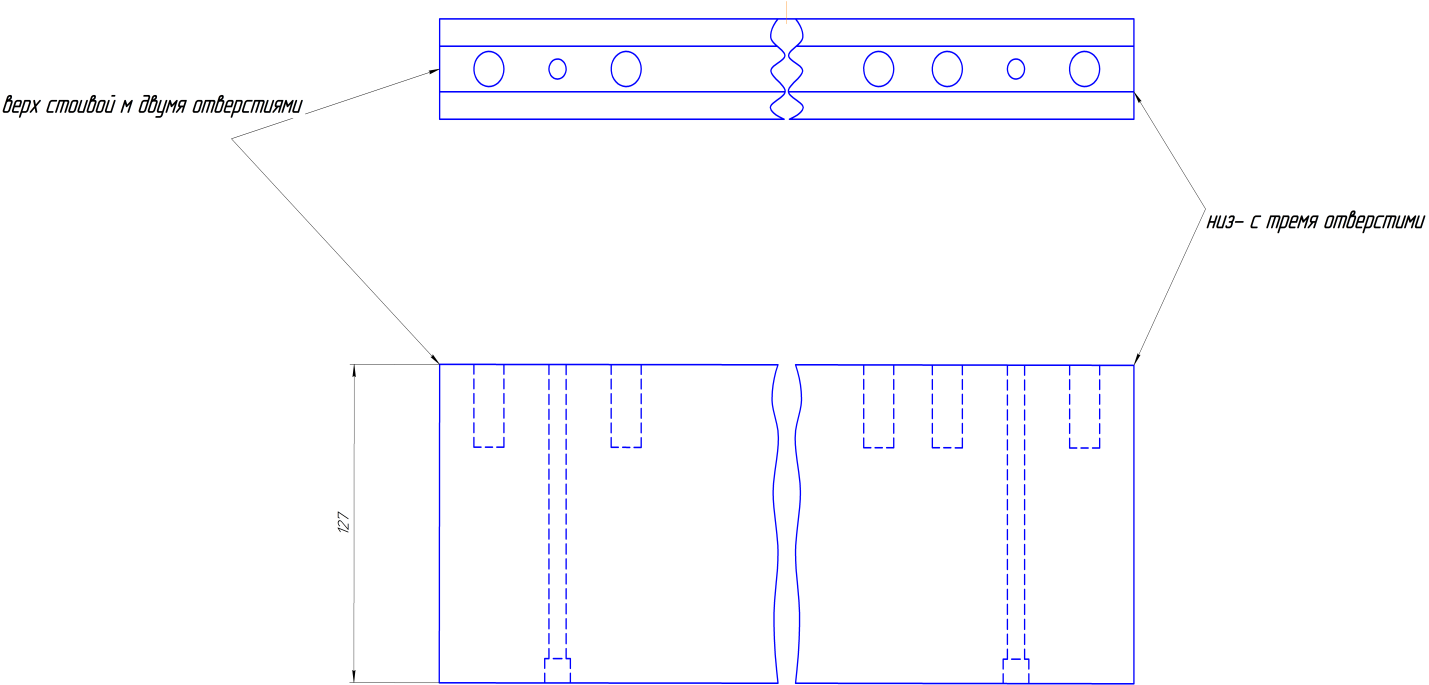 верх стоивой м двумя отверстиями
низ- с тремя отверстими
127